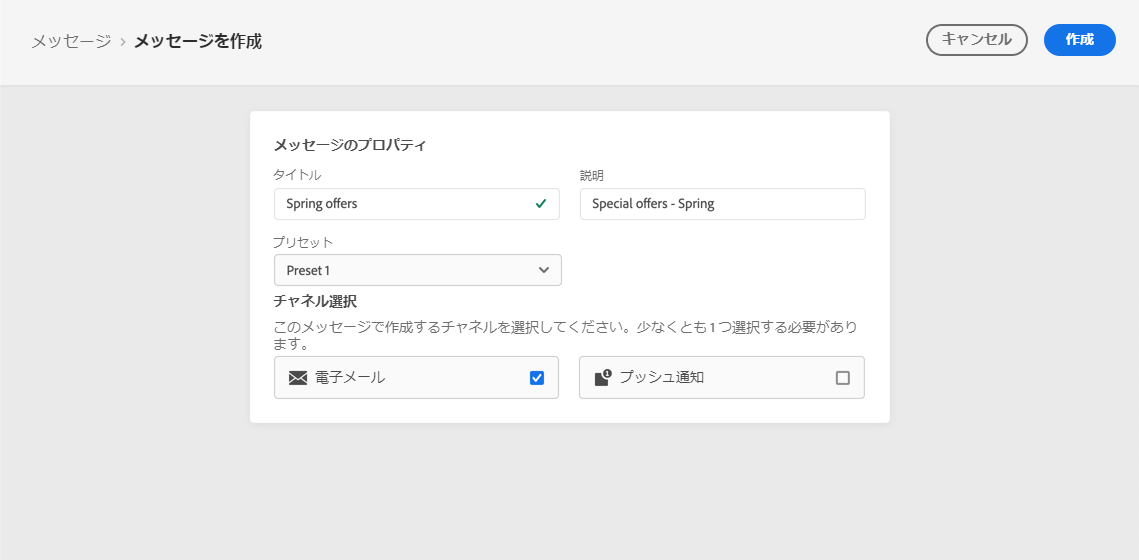 メッセージ › メッセージを作成
キャンセル
作成
メッセージのプロパティ
タイトル
説明
Spring offers
Special offers - Spring
プリセット
Preset 1
チャネル選択
このメッセージで作成するチャネルを選択してください。少なくとも 1 つ選択する必要があり
ます。
電子メール
1
プッシュ通知